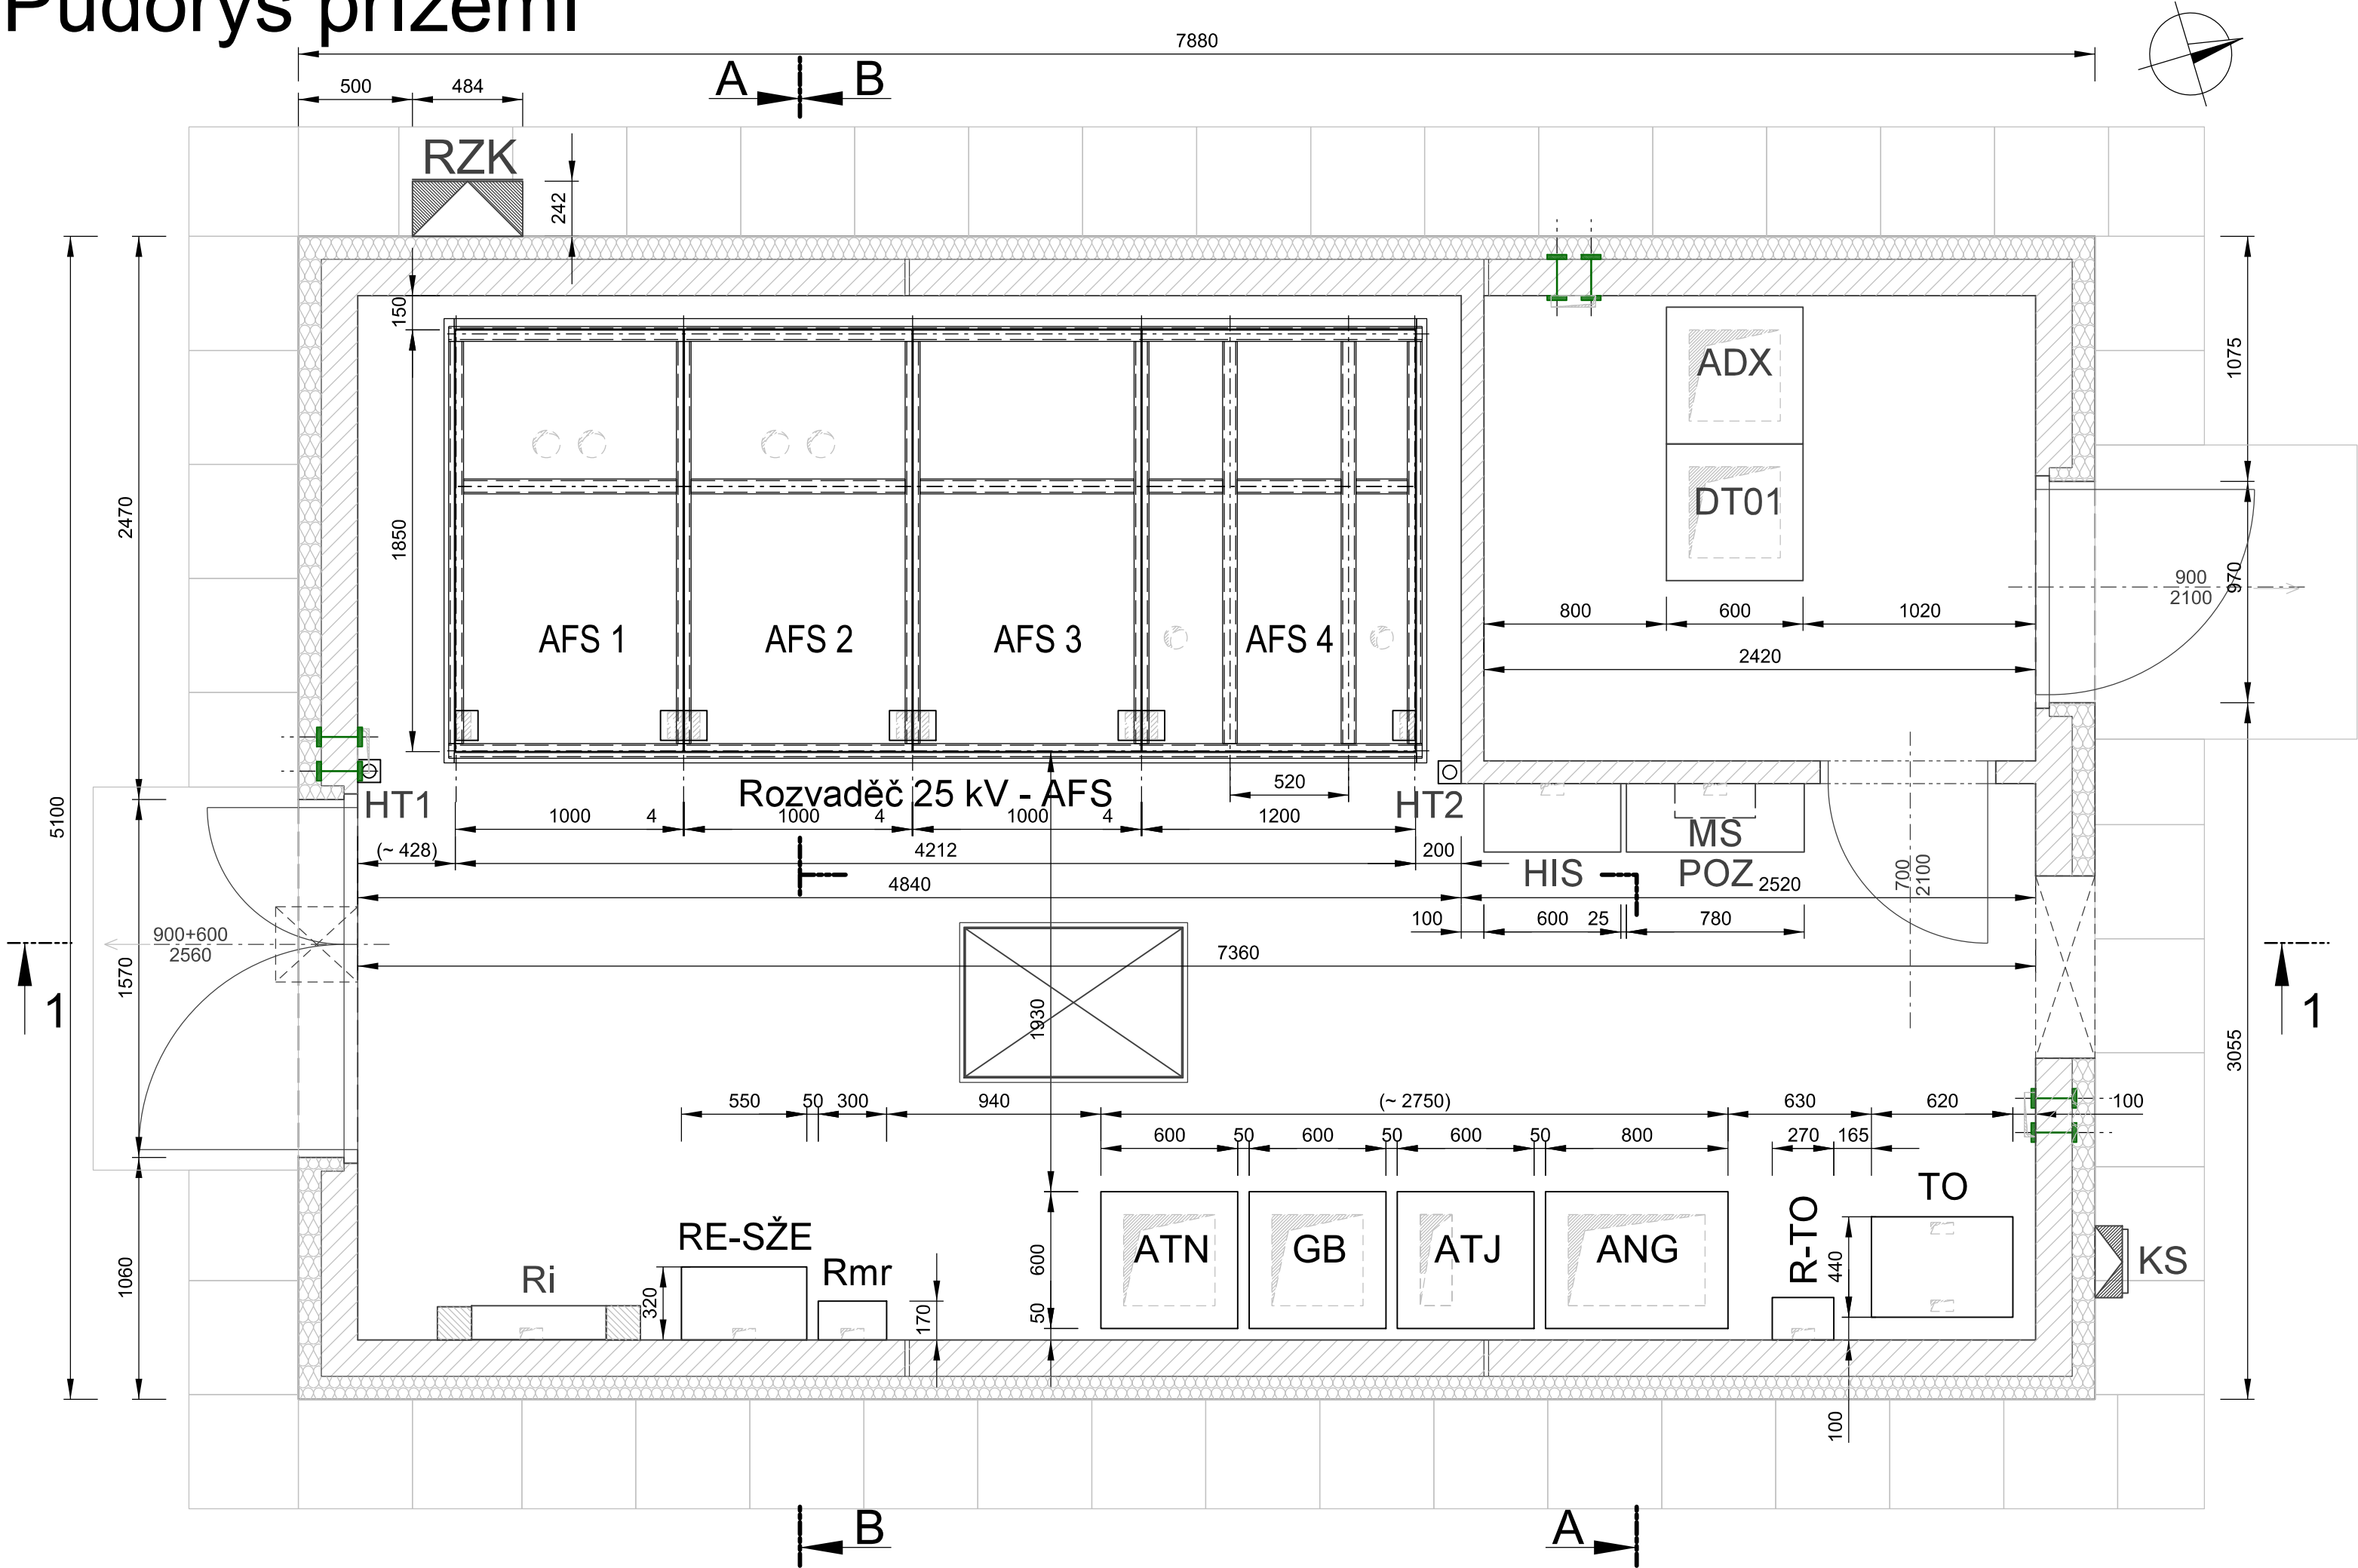 Půdorys přízemí
7880
500
484
A
B
RZK
242
150
ADX
1075
2470
1850
DT01
970
900
2100
AFS 1
AFS 2
AFS 3
AFS 4
800
600
1020
2420
5100
HT1
Rozvaděč 25 kV - AFS
520
HT2
1000
4
1000
4
1000
4
1200
MS
(~ 428)
4212
200
HIS
POZ
700
2100
4840
2520
100
600
25
780
900+600
2560
1570
7360
1
1
1930
3055
550
50
300
940
(~ 2750)
630
620
100
600
50
600
50
600
50
800
270
165
R-TO
TO
RE-SŽE
Rmr
Ri
320
170
600
50
ATN
GB
ATJ
ANG
440
KS
1060
100
B
A